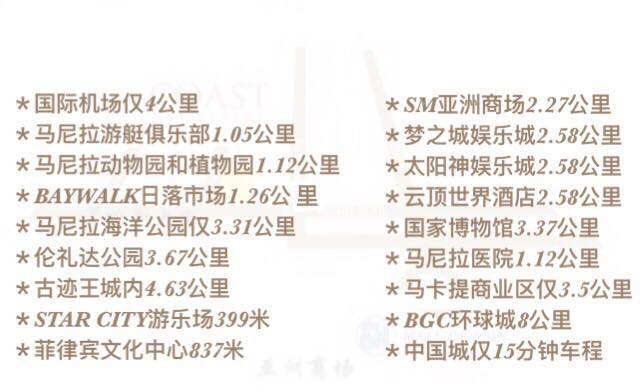 ＊国际机场仅4公里
＊马尼拉游艇俱乐部1.05公里
＊马尼拉动物园和植物园1.12公里
＊BAYWALK日落市场1.26公 里
＊马尼拉海洋公园仅3.31公里
＊伦礼达公园3.67公里
＊古迹王城内4.63公里
＊STAR CITY游乐场399米
＊菲律宾文化中心837米
＊SM亚洲商场2.27公里
＊梦之城娱乐城2.58公里
＊太阳神娱乐城2.58公里
＊云顶世界酒店2.58公里
＊国家博物馆3.37公里
＊马尼拉医院1.12公里
＊马卡提商业区仅3.5公里
＊BGC环球城8公里
＊中国城仅15分钟车程
COAST
亚洲商场